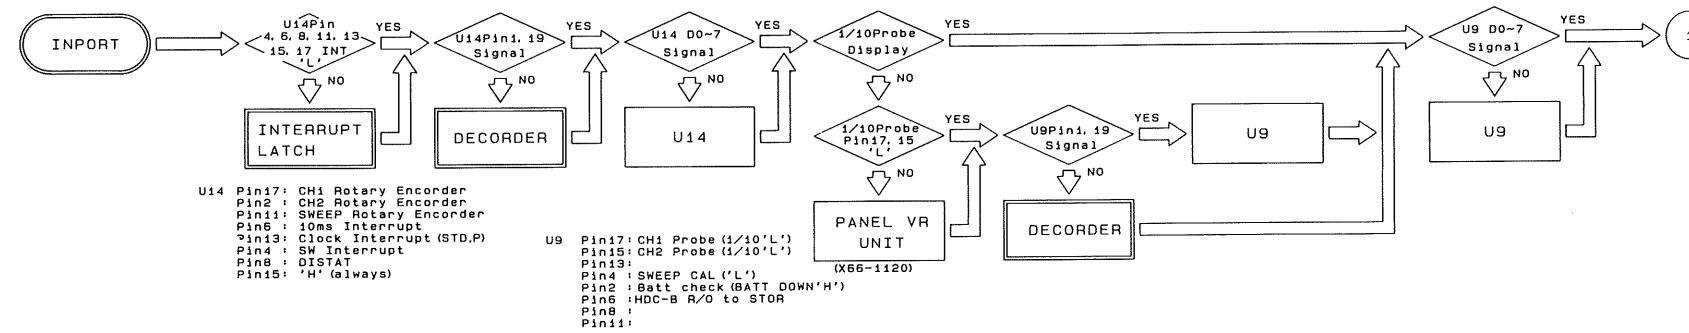 INPORT
U14Pin
4, 6, 8, 11, 13
15, 17 INT
'L'
YES
NO
INTERRUPT
LATCH
U14Pin1, 19
Signal
YES
NO
DECORDER
U14 D0~7
Signal
YES
NO
U14
1/10Probe
Display
YES
NO
1/10Probe
Pin17, 15
'L'
YES
NO
PANEL VR
UNIT
(X66-1120)
U9Pin1, 19
Signal
YES
NO
DECORDER
U9
U9 D0~7
Signal
YES
NO
U9
1
U14 Pin17: CH1 Rotary Encorder
Pin2 : CH2 Rotary Encorder
Pin11: SWEEP Rotary Encorder
Pin6 : 10ms Interrupt
Pin13: Clock Interrupt (STD,P)
Pin4 : SW Interrupt
Pin8 : DISTAT
Pin15: 'H' (always)
U9 Pin17: CH1 Probe (1/10'L')
Pin15: CH2 Probe (1/10'L')
Pin13:
Pin4 : SWEEP CAL ('L')
Pin2 : Batt check (BATT DOWN'H')
Pin6 :HDC-B R/O to STOR
Pin8 :
Pin11: